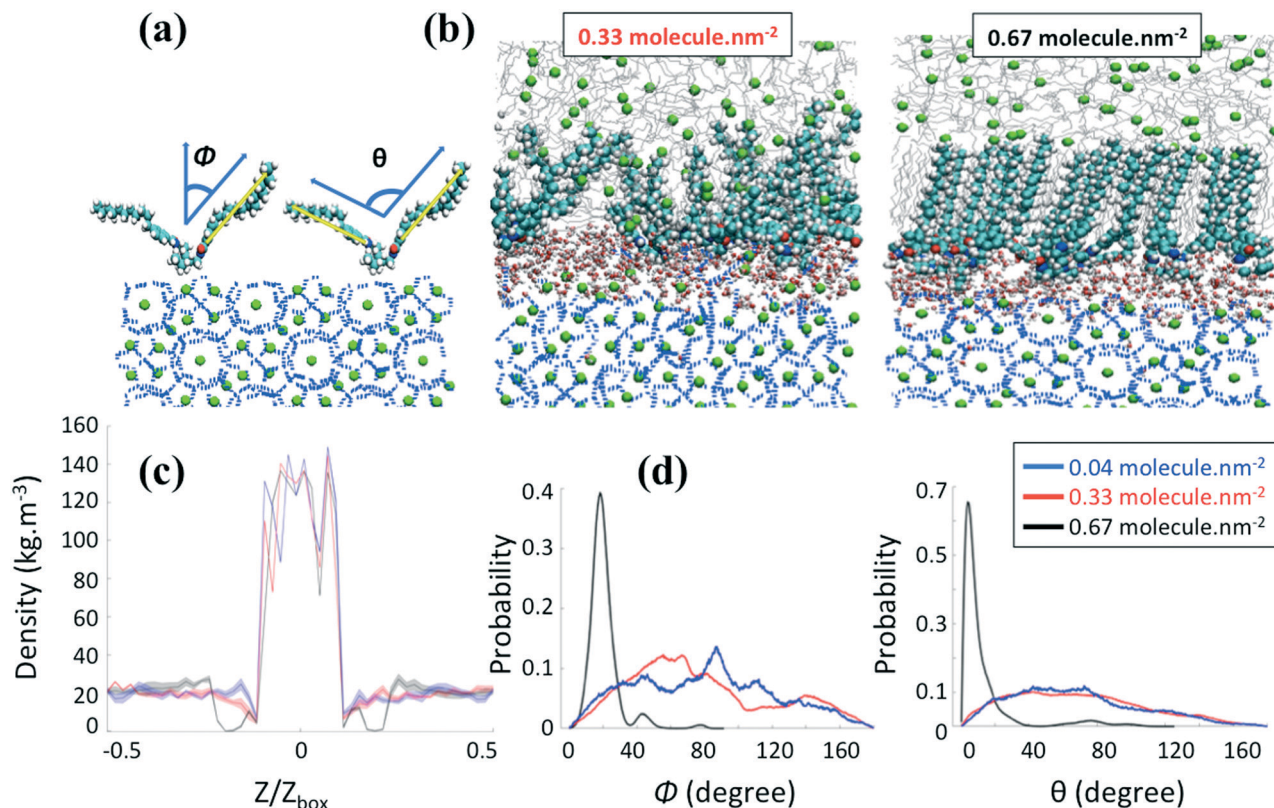 (a)
(b)
0.33 molecule.nm-2
0.67 molecule.nm-2
Φ
θ
(c)
160
140
120
100
80
60
40
20
0
Density (kg.m-3)
-0.5
0
0.5
Z/Zbox
(d)
0.4
0.3
0.2
0.1
0
Probability
0
40
80
120
160
Φ (degree)
0.04 molecule.nm-2
0.33 molecule.nm-2
0.67 molecule.nm-2
0.7
0.5
0.3
0.1
0
Probability
0
40
80
120
160
θ (degree)